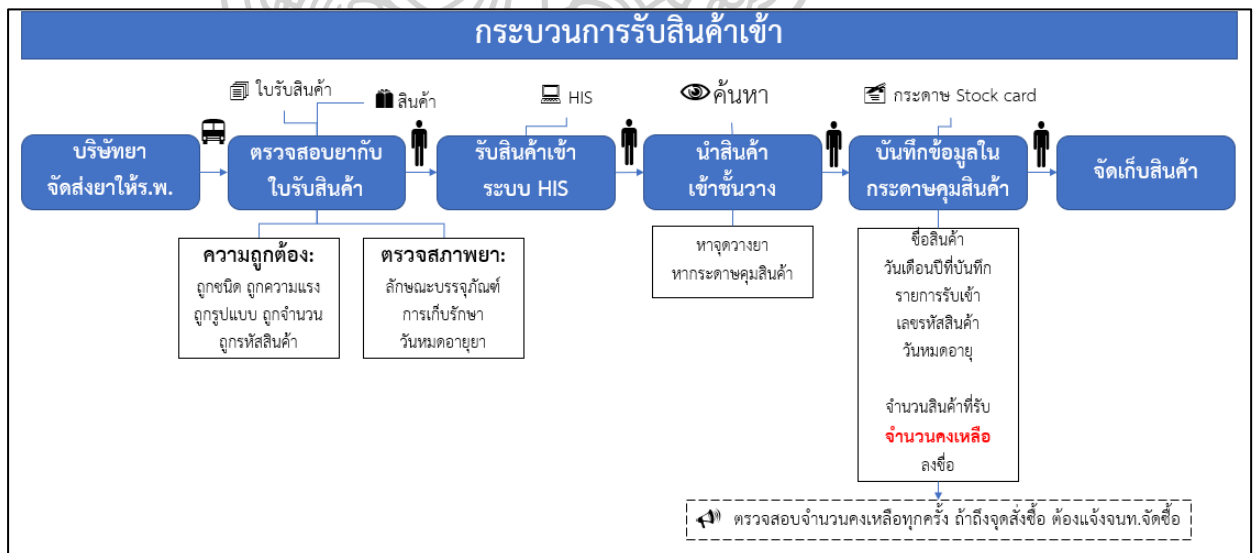 กระบวนการรับสินค้าเข้า
ใบรับสินค้า
สินค้า
HIS
ค้นหา
กระดาษ Stock card
บริษัทยา
จัดส่งยาให้ร.พ.
ตรวจสอบยากับ
ใบรับสินค้า
รับสินค้าเข้า
ระบบ HIS
นำสินค้า
เข้าชั้นวาง
บันทึกข้อมูลใน
กระดาษคุมสินค้า
จัดเก็บสินค้า
ความถูกต้อง:
ถูกชนิด ถูกความแรง
ถูกรูปแบบ ถูกจำนวน
ถูกรหัสสินค้า
ตรวจสภาพยา:
ลักษณะบรรจุภัณฑ์
การเก็บรักษา
วันหมดอายุยา
หาจุดวางยา
หากระดาษคุมสินค้า
ชื่อสินค้า
วันเดือนปีที่บันทึก
รายการรับเข้า
เลขรหัสสินค้า
วันหมดอายุ
จำนวนสินค้าที่รับ
จำนวนคงเหลือ
ลงชื่อ
ตรวจสอบจำนวนคงเหลือทุกครั้ง ถ้าถึงจุดสั่งซื้อ ต้องแจ้งจนท.จัดซื้อ